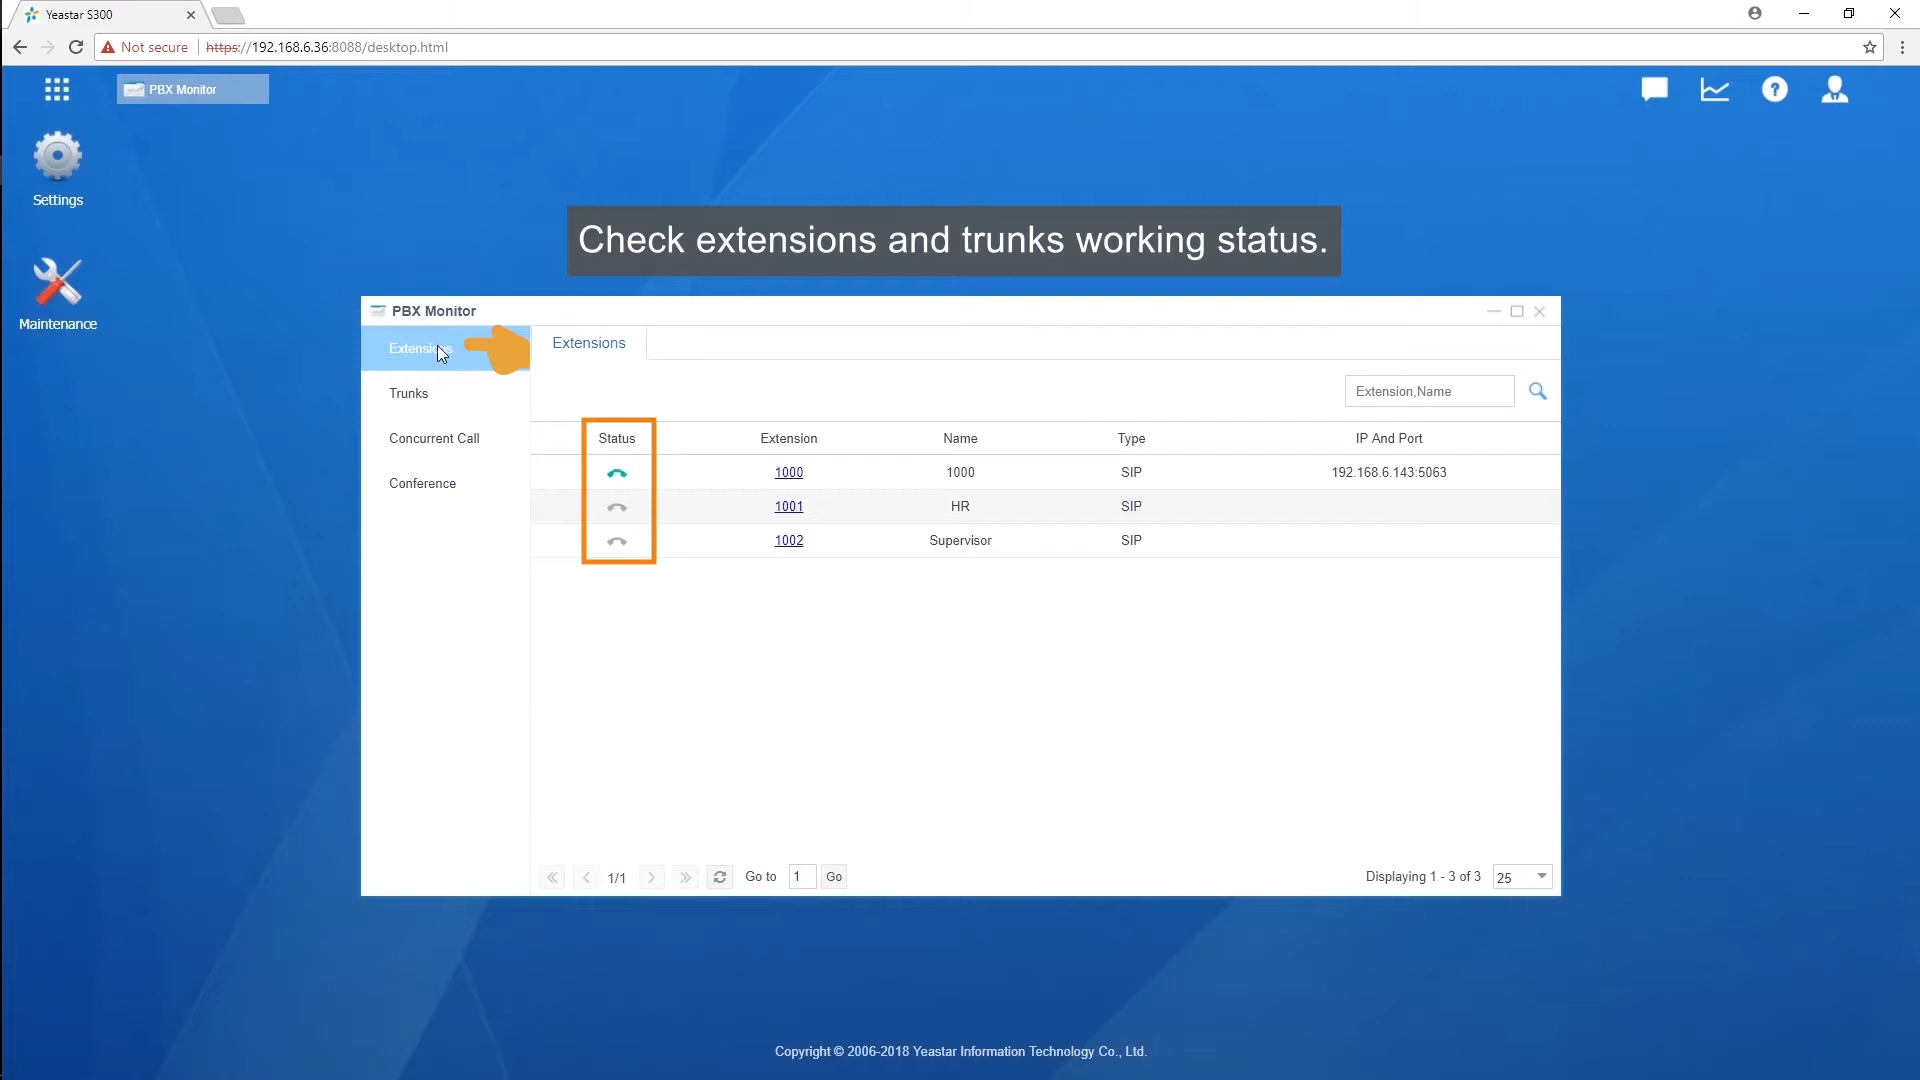 Yeastar S300
Not secure https://192.168.6.36:8088/desktop.html
PBX Monitor
Settings
Maintenance
Check extensions and trunks working status.
PBX Monitor
Extensions
Trunks
Concurrent Call
Conference
Extensions
Extension,Name
Status Extension Name Type IP And Port
1000 1000 SIP 192.168.6.143:5063
1001 HR SIP
1002 Supervisor SIP
1/1 Go to 1 Go Displaying 1 - 3 of 3 25
Copyright © 2006-2018 Yeastar Information Technology Co., Ltd.